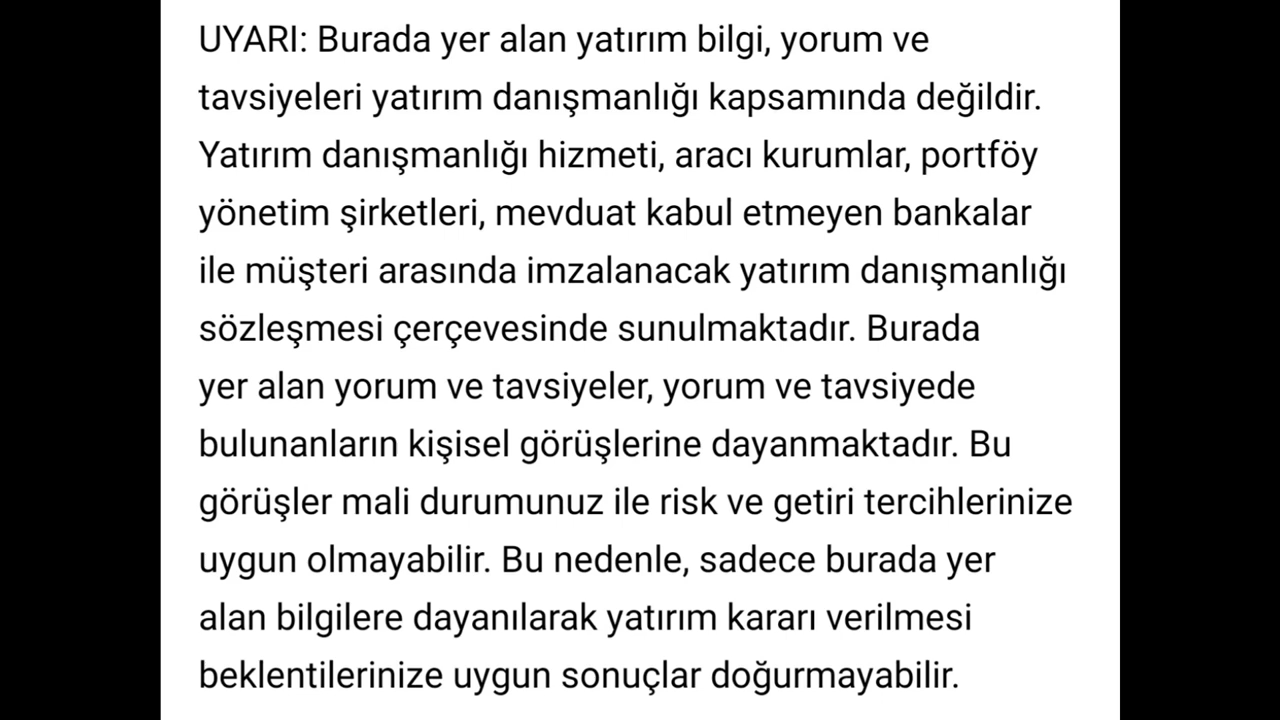 UYARI: Burada yer alan yatırım bilgi, yorum ve
tavsiyeleri yatırım danışmanlığı kapsamında değildir.
Yatırım danışmanlığı hizmeti, aracı kurumlar, portföy
yönetim şirketleri, mevduat kabul etmeyen bankalar
ile müşteri arasında imzalanacak yatırım danışmanlığı
sözleşmesi çerçevesinde sunulmaktadır. Burada
yer alan yorum ve tavsiyeler, yorum ve tavsiyede
bulunanların kişisel görüşlerine dayanmaktadır. Bu
görüşler mali durumunuz ile risk ve getiri tercihlerinize
uygun olmayabilir. Bu nedenle, sadece burada yer
alan bilgilere dayanılarak yatırım kararı verilmesi
beklentilerinize uygun sonuçlar doğurmayabilir.